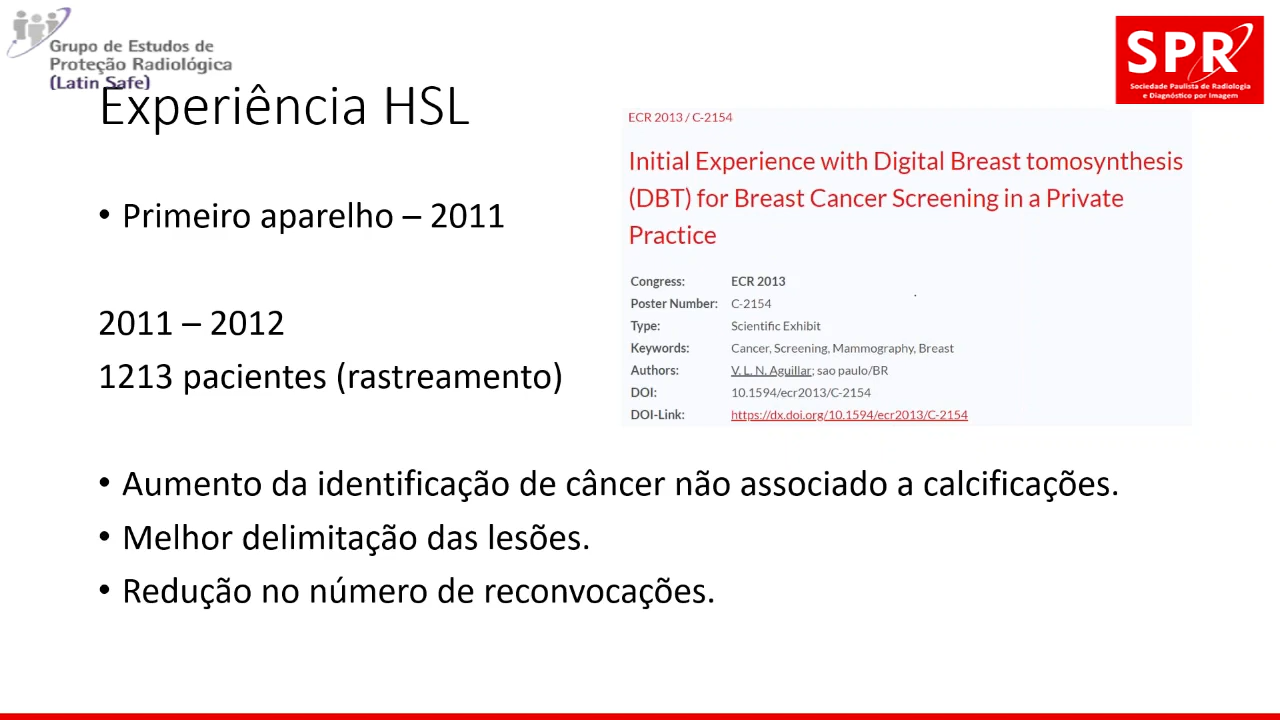 Grupo de Estudos de
Proteção Radiológica
(Latin Safe)
SPR
Sociedade Paulista de Radiologia
e Diagnóstico por Imagem
Experiência HSL
• Primeiro aparelho – 2011
2011 – 2012
1213 pacientes (rastreamento)
ECR 2013 / C-2154
Initial Experience with Digital Breast tomosynthesis
(DBT) for Breast Cancer Screening in a Private
Practice
Congress: ECR 2013
Poster Number: C-2154
Type: Scientific Exhibit
Keywords: Cancer, Screening, Mammography, Breast
Authors: V. L. N. Aguillar; sao paulo/BR
DOI: 10.1594/ecr2013/C-2154
DOI-Link: https://dx.doi.org/10.1594/ecr2013/C-2154
• Aumento da identificação de câncer não associado a calcificações.
• Melhor delimitação das lesões.
• Redução no número de reconvocações.